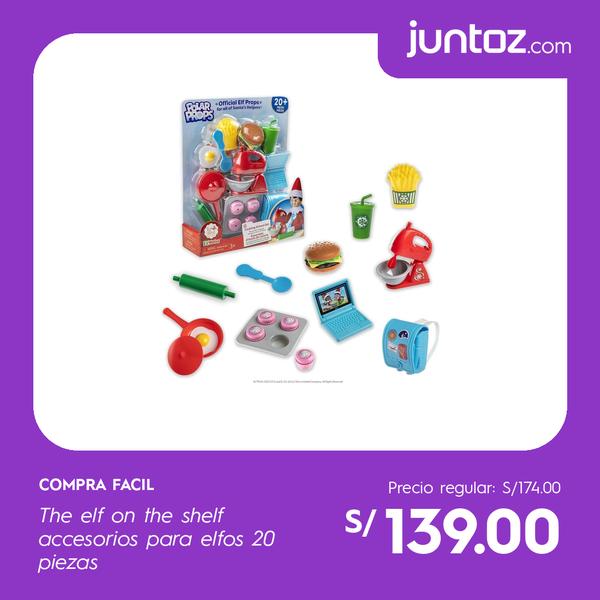 juntoz.com
POLAR
PROPS
Official Elf Props
for all of Santa's Helpers!
20+
COMPRA FACIL
Precio regular: S/174.00
The elf on the shelf
accesorios para elfos 20
piezas
S/139.00